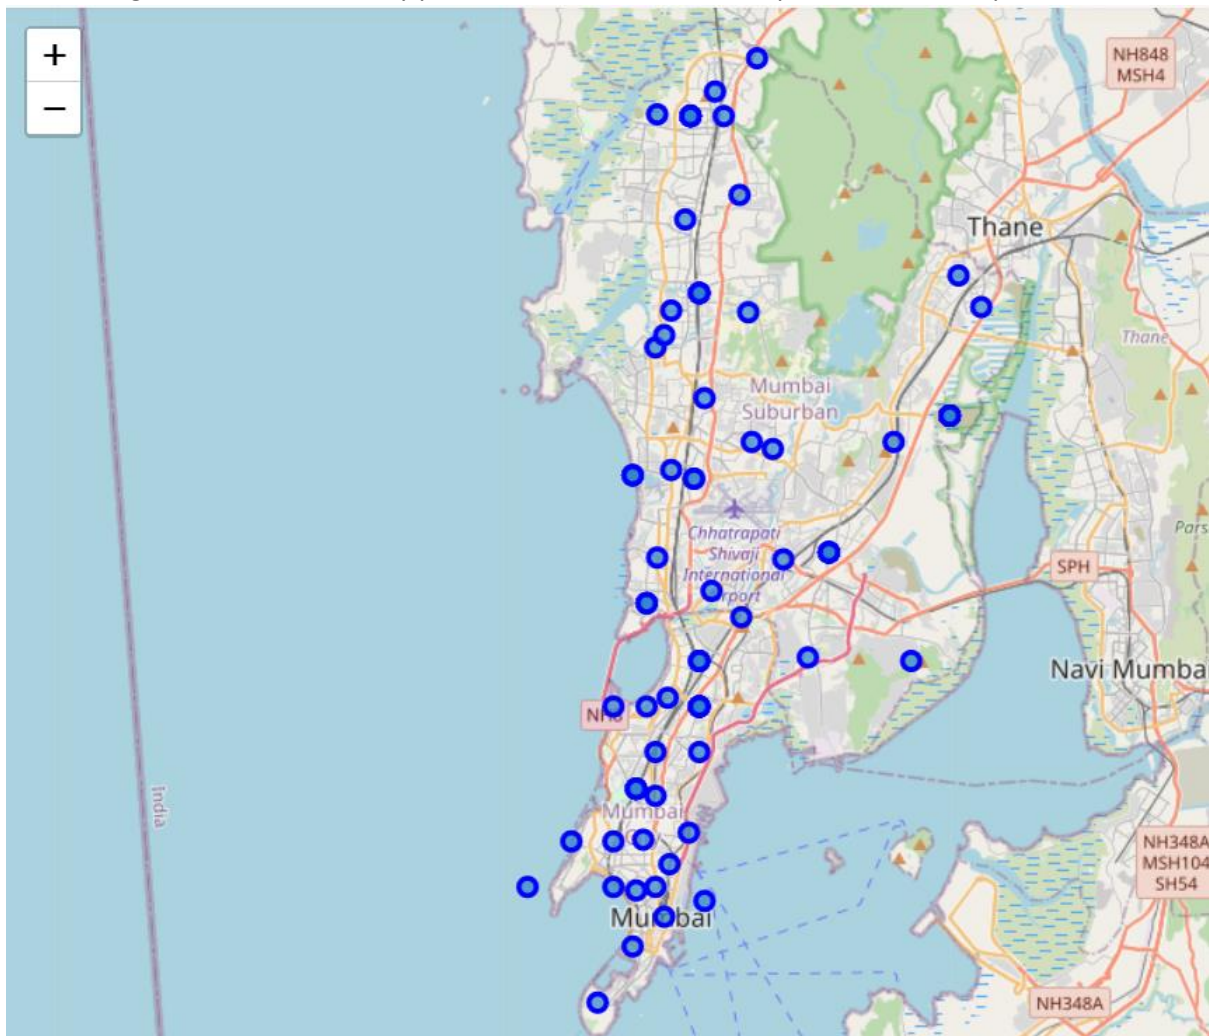 +
−
NH848
MSH4
Thane
Thane
Mumbai
Suburban
Chhatrapati
Shivaji
International
Pars
SPH
Navi Mumba
NH8
India
Mumbai
NH348A
MSH104
SH54
Mumbai
NH348A